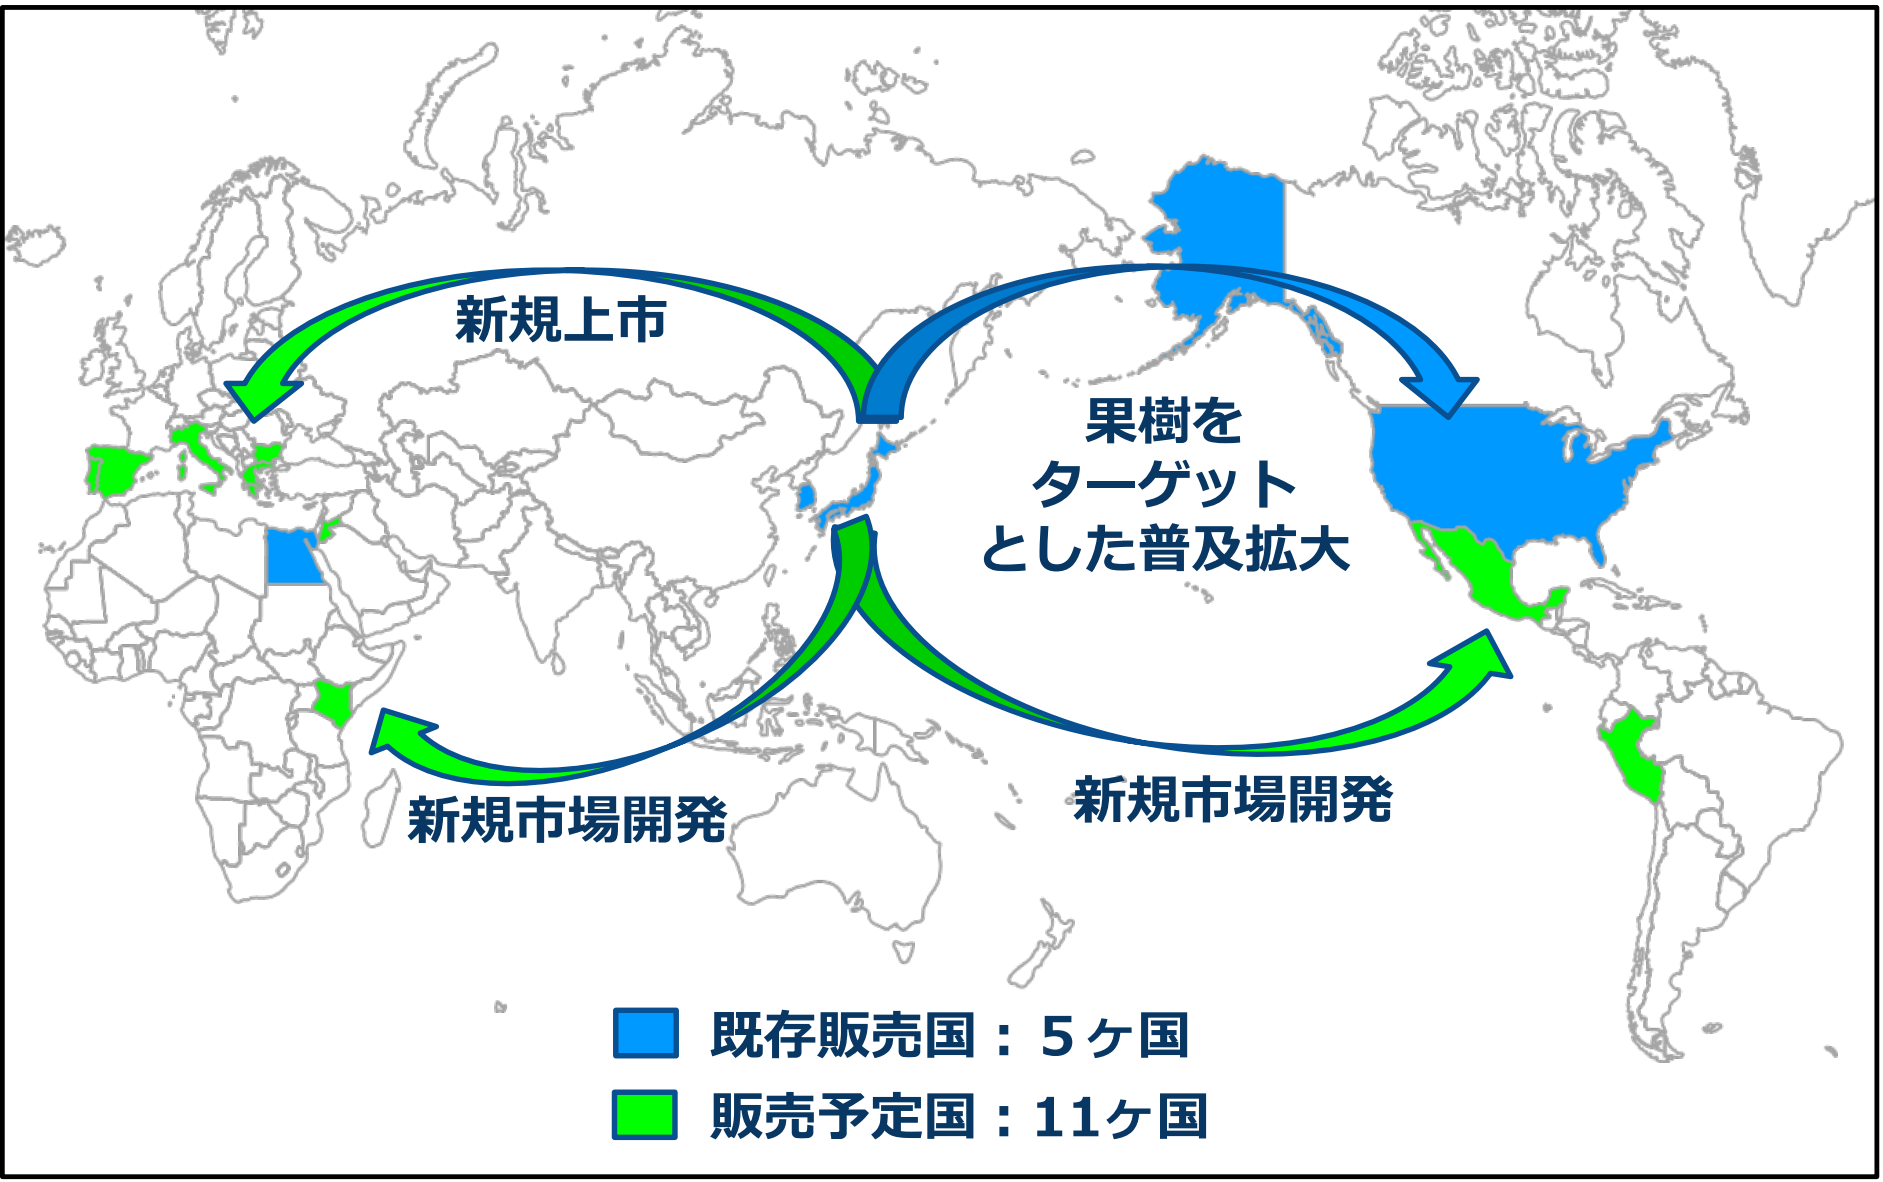 新規上市
果樹を
ターゲット
とした普及拡大
新規市場開発
新規市場開発
既存販売国：５ヶ国
販売予定国：11ヶ国